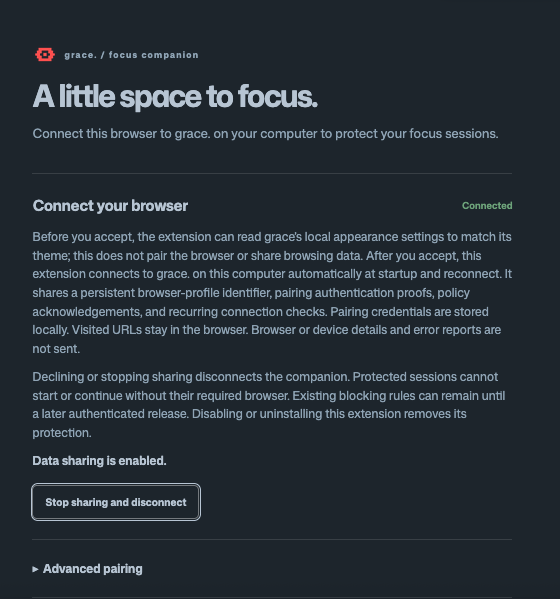 grace. / focus companion
A little space to focus.
Connect this browser to grace. on your computer to protect your focus sessions.
Connect your browser
Connected
Before you accept, the extension can read grace's local appearance settings to match its
theme; this does not pair the browser or share browsing data. After you accept, this
extension connects to grace. on this computer automatically at startup and reconnect. It
shares a persistent browser-profile identifier, pairing authentication proofs, policy
acknowledgements, and recurring connection checks. Pairing credentials are stored
locally. Visited URLs stay in the browser. Browser or device details and error reports are
not sent.
Declining or stopping sharing disconnects the companion. Protected sessions cannot
start or continue without their required browser. Existing blocking rules can remain until
a later authenticated release. Disabling or uninstalling this extension removes its
protection.
Data sharing is enabled.
Stop sharing and disconnect
Advanced pairing